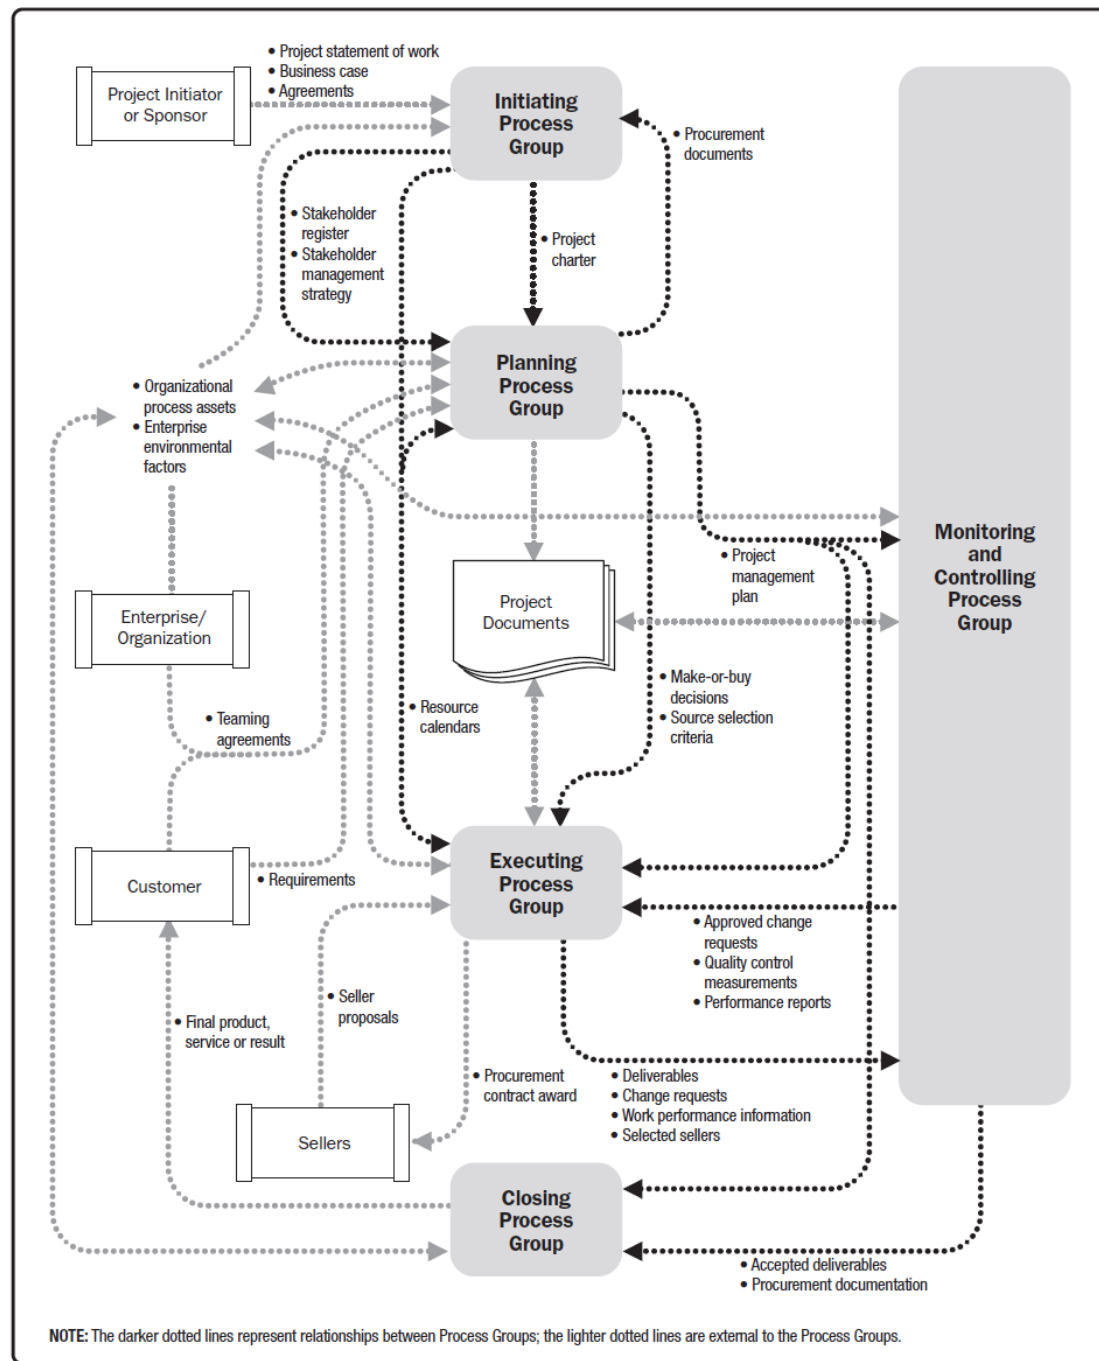 • Project statement of work
• Business case
• Agreements
Project Initiator
or Sponsor
Initiating
Process
Group
• Procurement
documents
• Stakeholder
register
• Stakeholder
management
strategy
• Project
charter
Planning
Process
Group
• Organizational
process assets
• Enterprise
environmental
factors
Monitoring
and
Controlling
Process
Group
• Project
management
plan
Project
Documents
Enterprise/
Organization
• Make-or-buy
decisions
• Source selection
criteria
• Resource
calendars
• Teaming
agreements
Executing
Process
Group
Customer
• Requirements
• Approved change
requests
• Quality control
measurements
• Performance reports
• Seller
proposals
• Final product,
service or result
• Procurement
contract award
• Deliverables
• Change requests
• Work performance information
• Selected sellers
Sellers
Closing
Process
Group
• Accepted deliverables
• Procurement documentation
NOTE: The darker dotted lines represent relationships between Process Groups; the lighter dotted lines are external to the Process Groups.